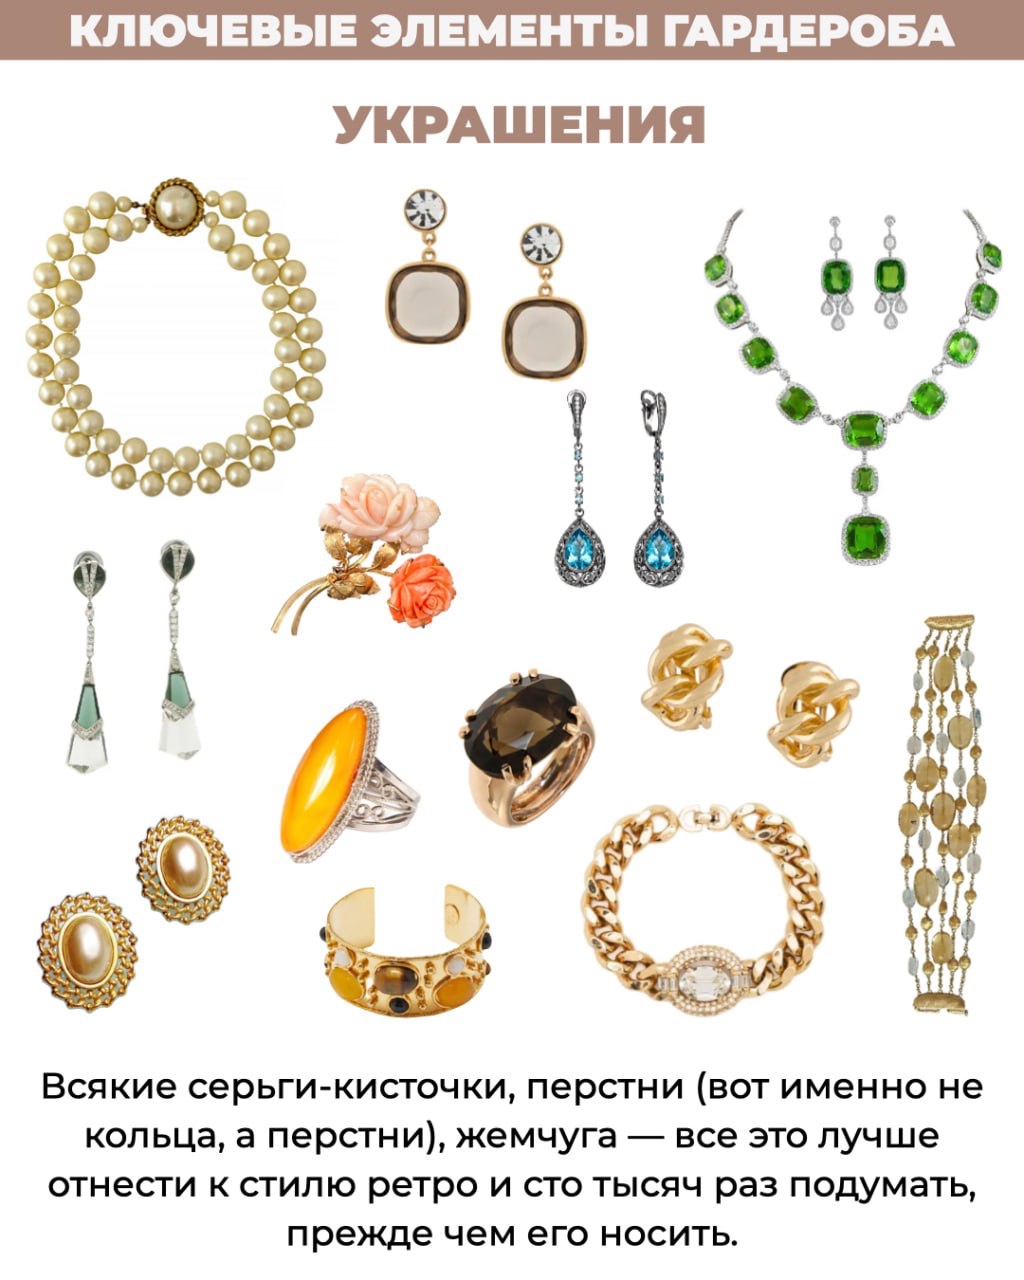 КЛЮЧЕВЫЕ ЭЛЕМЕНТЫ ГАРДЕРОБА
УКРАШЕНИЯ
Всякие серьги-кисточки, перстни (вот именно не
кольца, а перстни), жемчуга — все это лучше
отнести к стилю ретро и сто тысяч раз подумать,
прежде чем его носить.